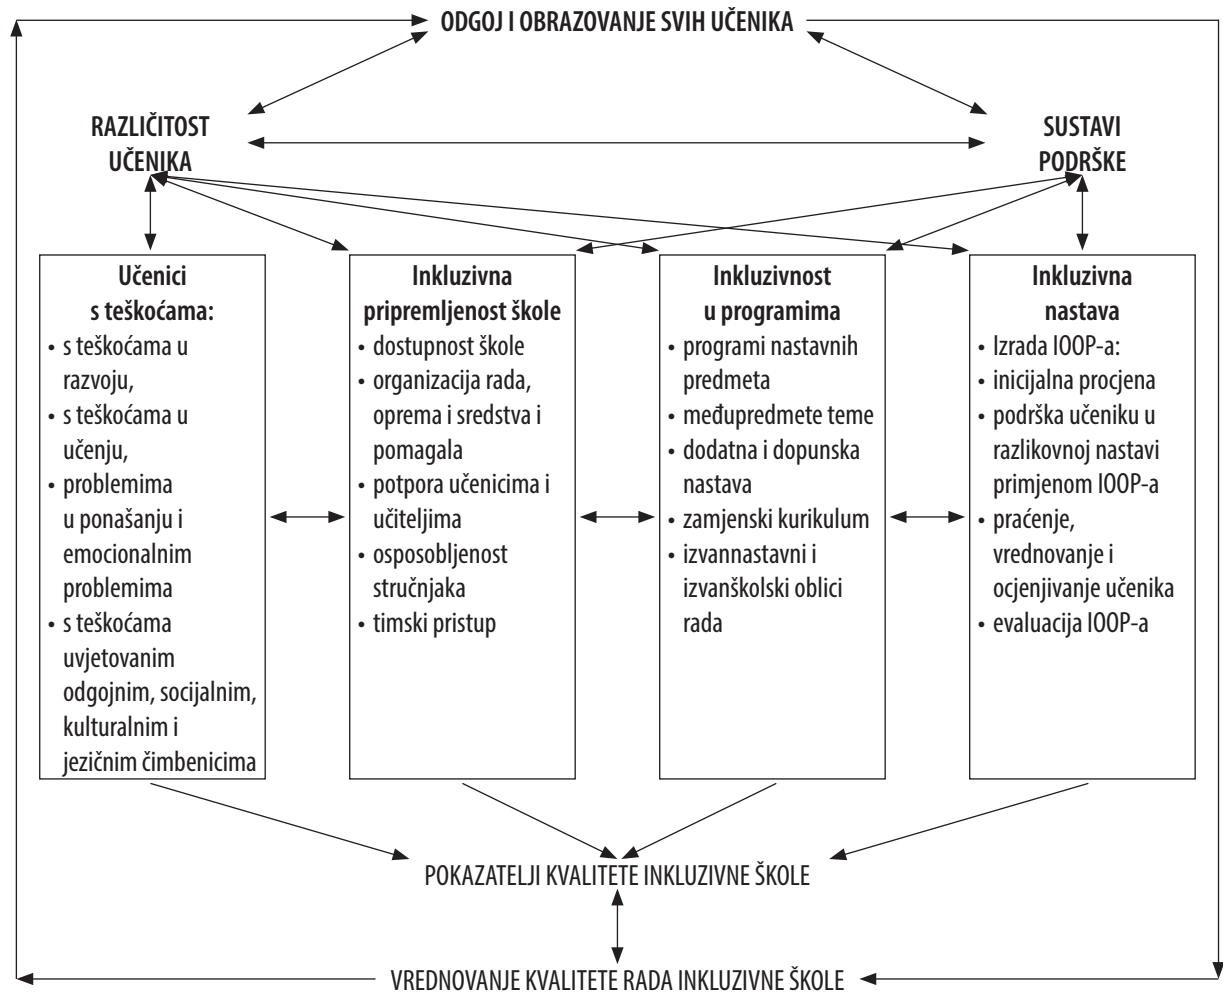 ODGOJ I OBRAZOVANJE SVIH UČENIKA
RAZLIČITOST
UČENIKA
SUSTAVI
PODRŠKE
Učenici
s teškoćama:
• s teškoćama u
razvoju,
• s teškoćama u
učenju,
• problemima
u ponašanju i
emocionalnim
problemima
• s teškoćama
uvjetovanim
odgojnim, socijalnim,
kulturalnim i
jezičnim čimbenicima
Inkluzivna
pripremljenost škole
• dostupnost škole
• organizacija rada,
oprema i sredstva i
pomagala
• potpora učenicima i
učiteljima
• osposobljenost
stručnjaka
• timski pristup
Inkluzivnost
u programima
• programi nastavnih
predmeta
• međupredmete teme
• dodatna i dopunska
nastava
• zamjenski kurikulum
• izvannastavni i
izvanškolski oblici
rada
Inkluzivna
nastava
• Izrada IOOP-a:
• inicijalna procjena
• podrška učeniku u
razlikovnoj nastavi
primjenom IOOP-a
• praćenje,
vrednovanje i
ocjenjivanje učenika
• evaluacija IOOP-a
POKAZATELJI KVALITETE INKLUZIVNE ŠKOLE
VREDNOVANJE KVALITETE RADA INKLUZIVNE ŠKOLE